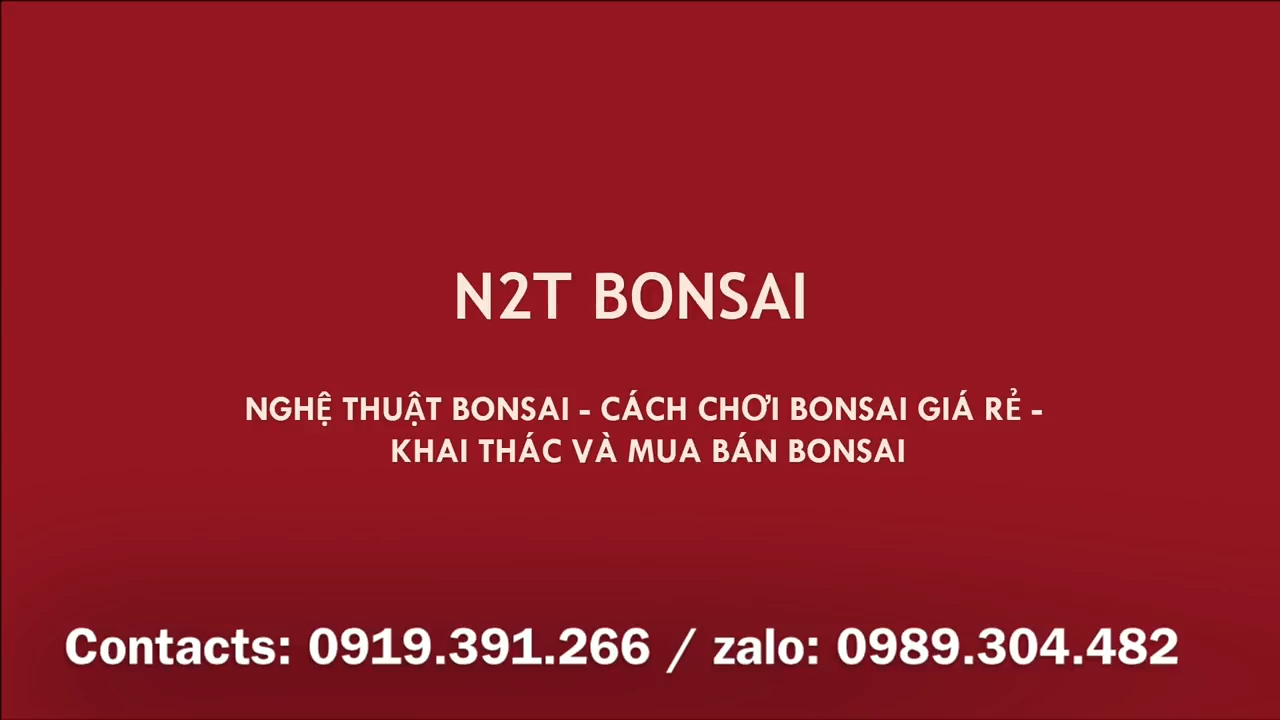 N2T BONSAI
NGHỆ THUẬT BONSAI - CÁCH CHƠI BONSAI GIÁ RẺ -
KHAI THÁC VÀ MUA BÁN BONSAI
Contacts: 0919.391.266 / zalo: 0989.304.482